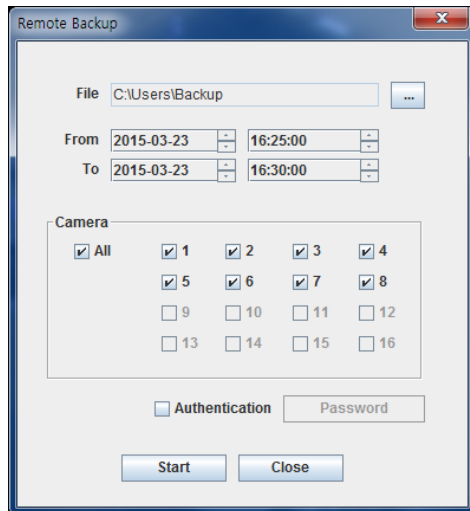 Remote Backup
File C:\Users\Backup ...
From 2015-03-23 16:25:00
To 2015-03-23 16:30:00
Camera
All 1 2 3 4
5 6 7 8
9 10 11 12
13 14 15 16
Authentication Password
Start Close